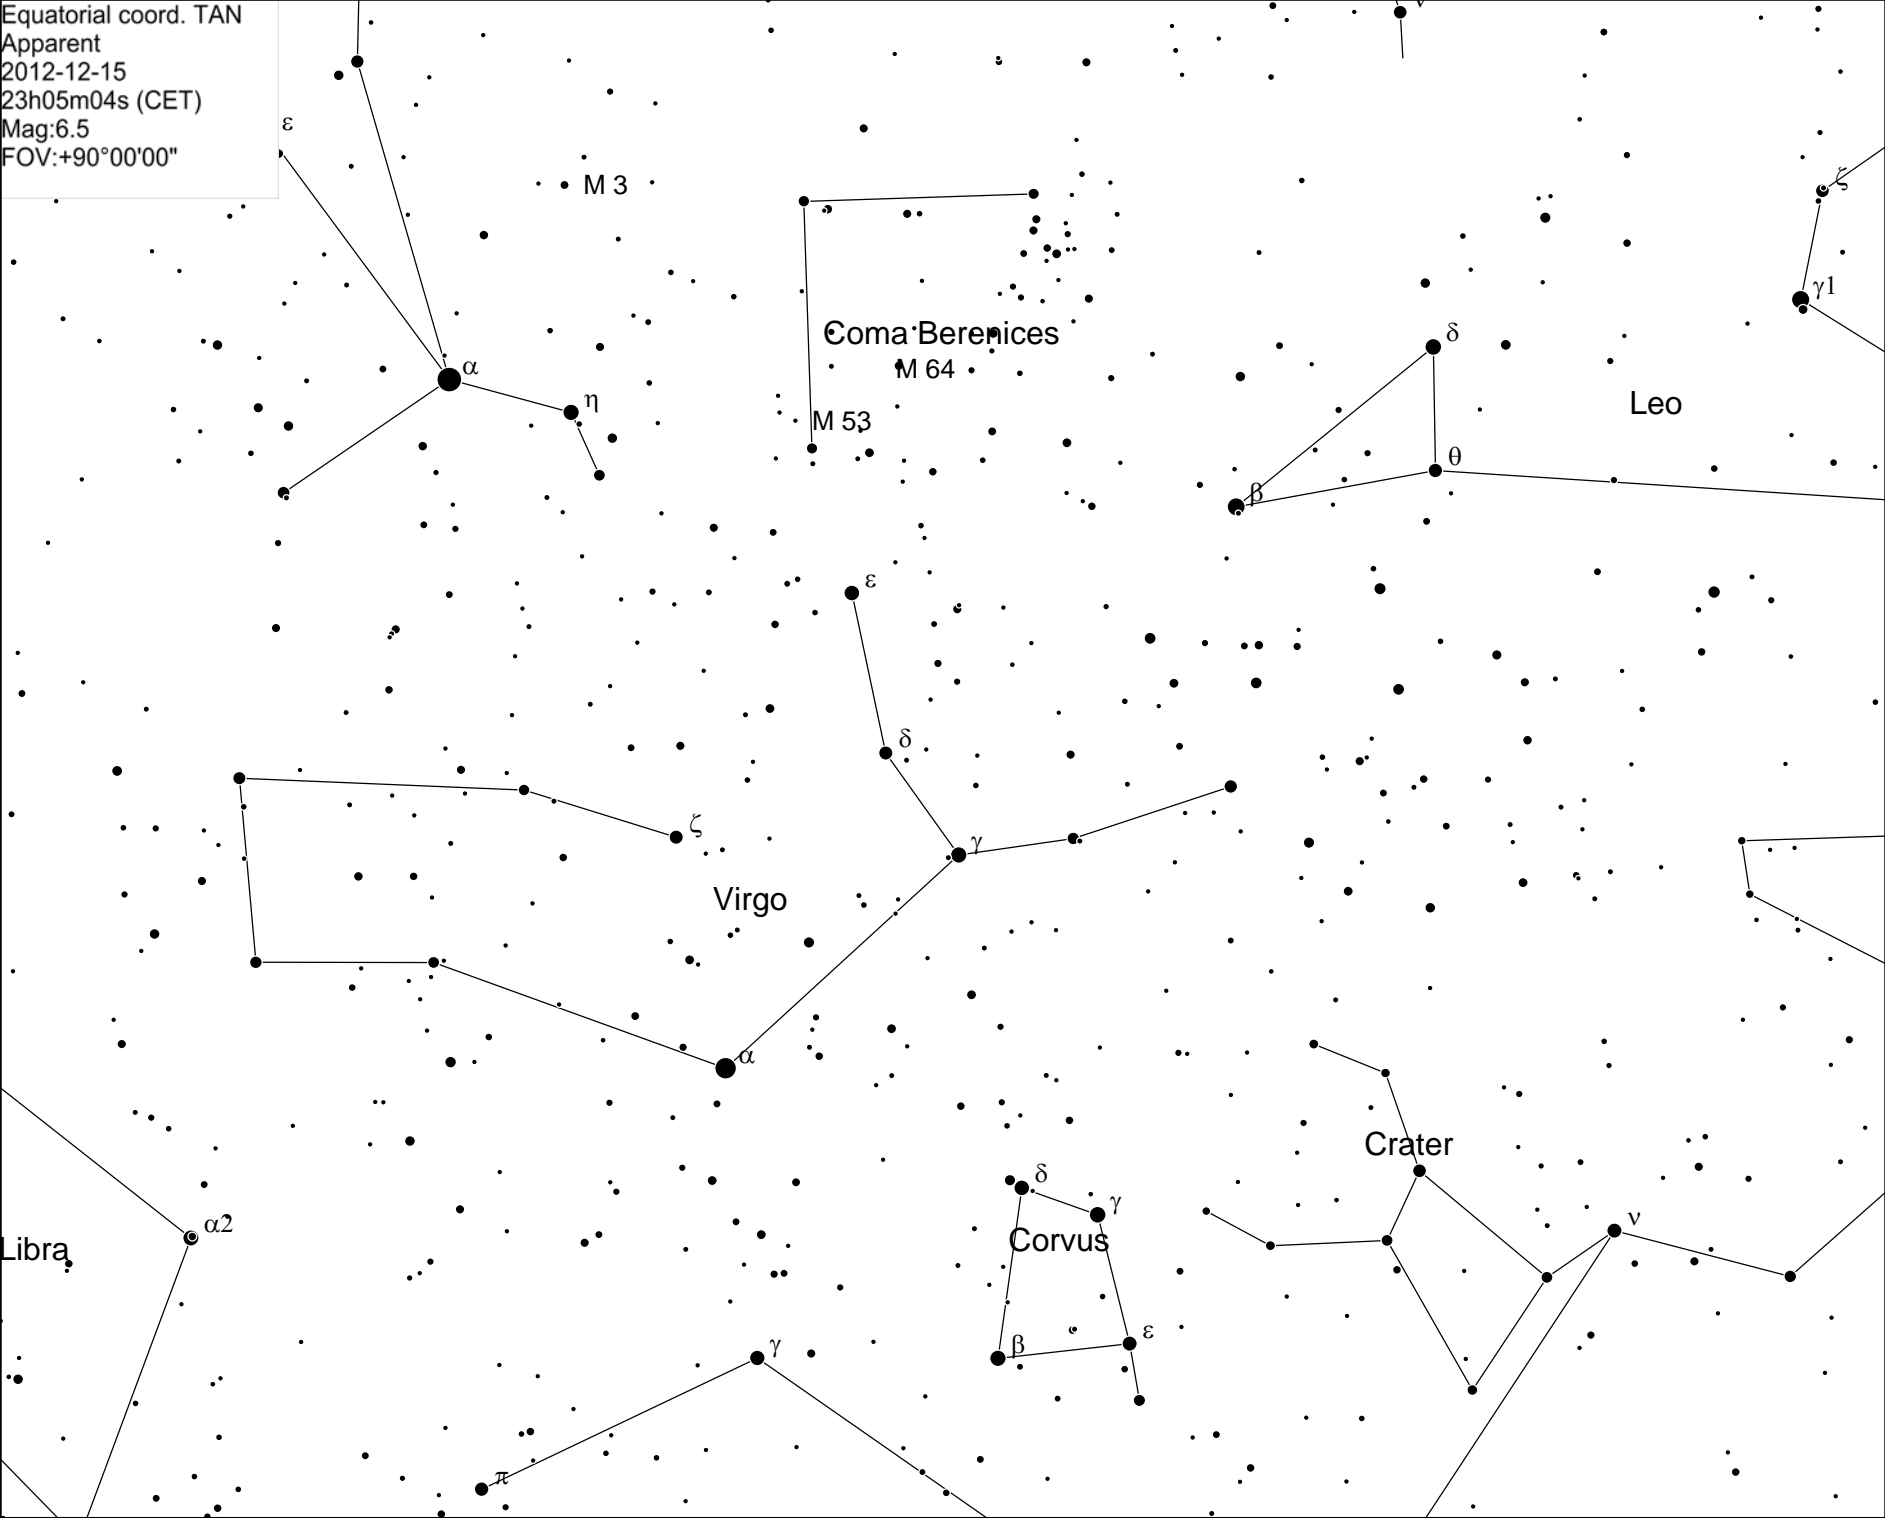 Equatorial coord. TAN
Apparent
2012-12-15
23h05m04s (CET)
Mag:6.5
FOV:+90°00'00"
ε
M 3
ζ
γ1
Coma Berenices
δ
M 64
α
Leo
η
M 53
θ
β
ε
δ
ζ
γ
Virgo
α
Crater
δ
γ
α2
ν
Corvus
Libra
ε
β
γ
π